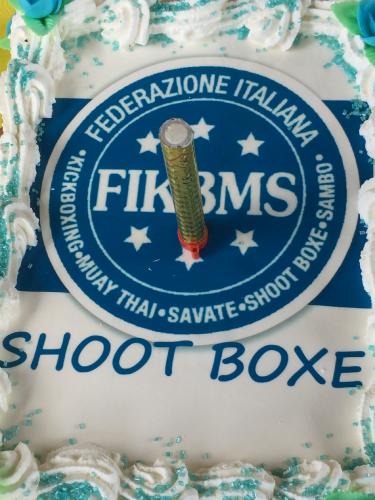 FEDERAZIONE ITALIANA
FIKBMS
•KICKBOXING•MUAY THAI•SAVATE•SHOOT BOXE•SAMBO•
SHOOT BOXE